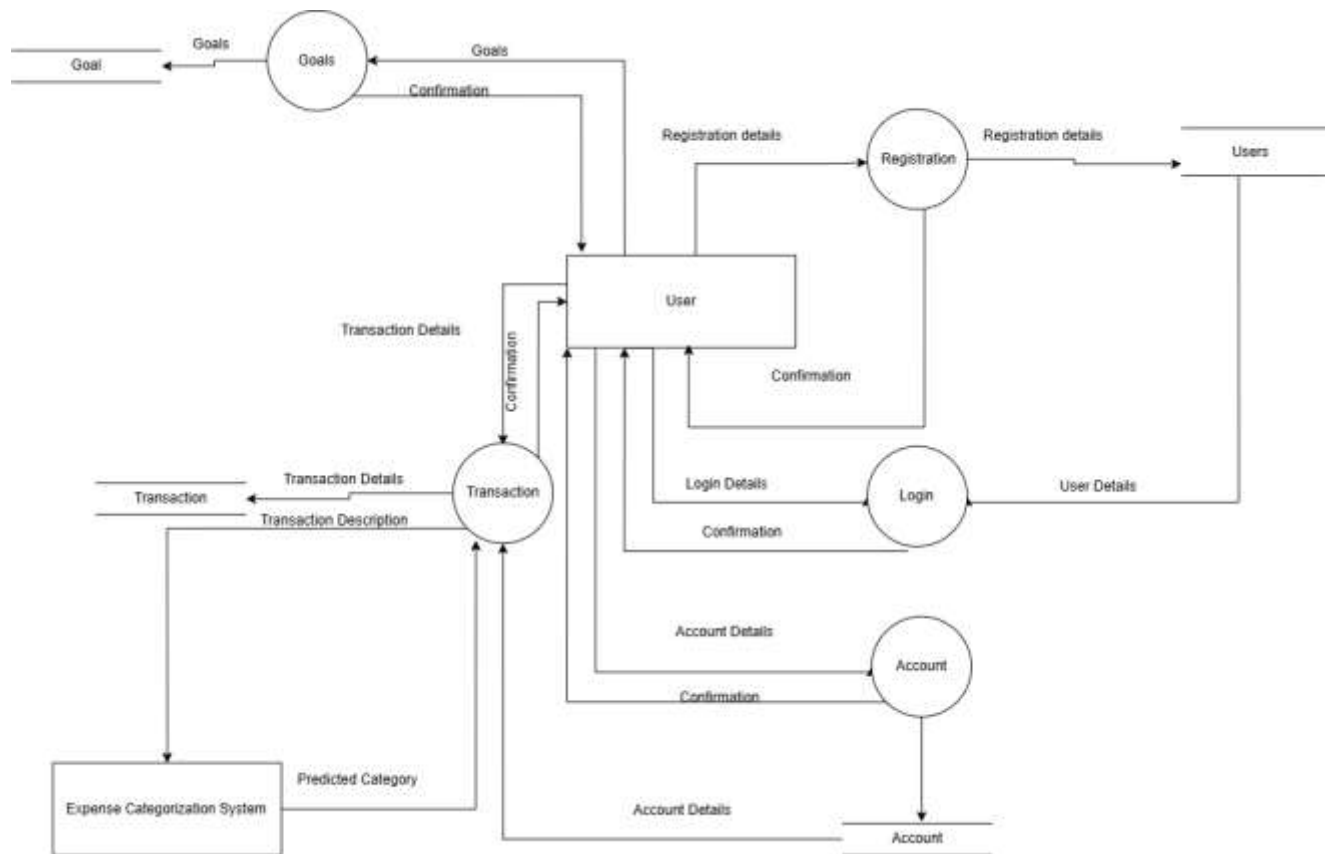 Goals
Goals
Goal
Goals
Confirmation
Registration details
Registration details
Registration
Users
User
Transaction Details
Confirmation
Confirmation
Transaction Details
Transaction
Transaction
Transaction Description
Login Details
Login
User Details
Confirmation
Account Details
Account
Confirmation
Predicted Category
Expense Categorization System
Account Details
Account